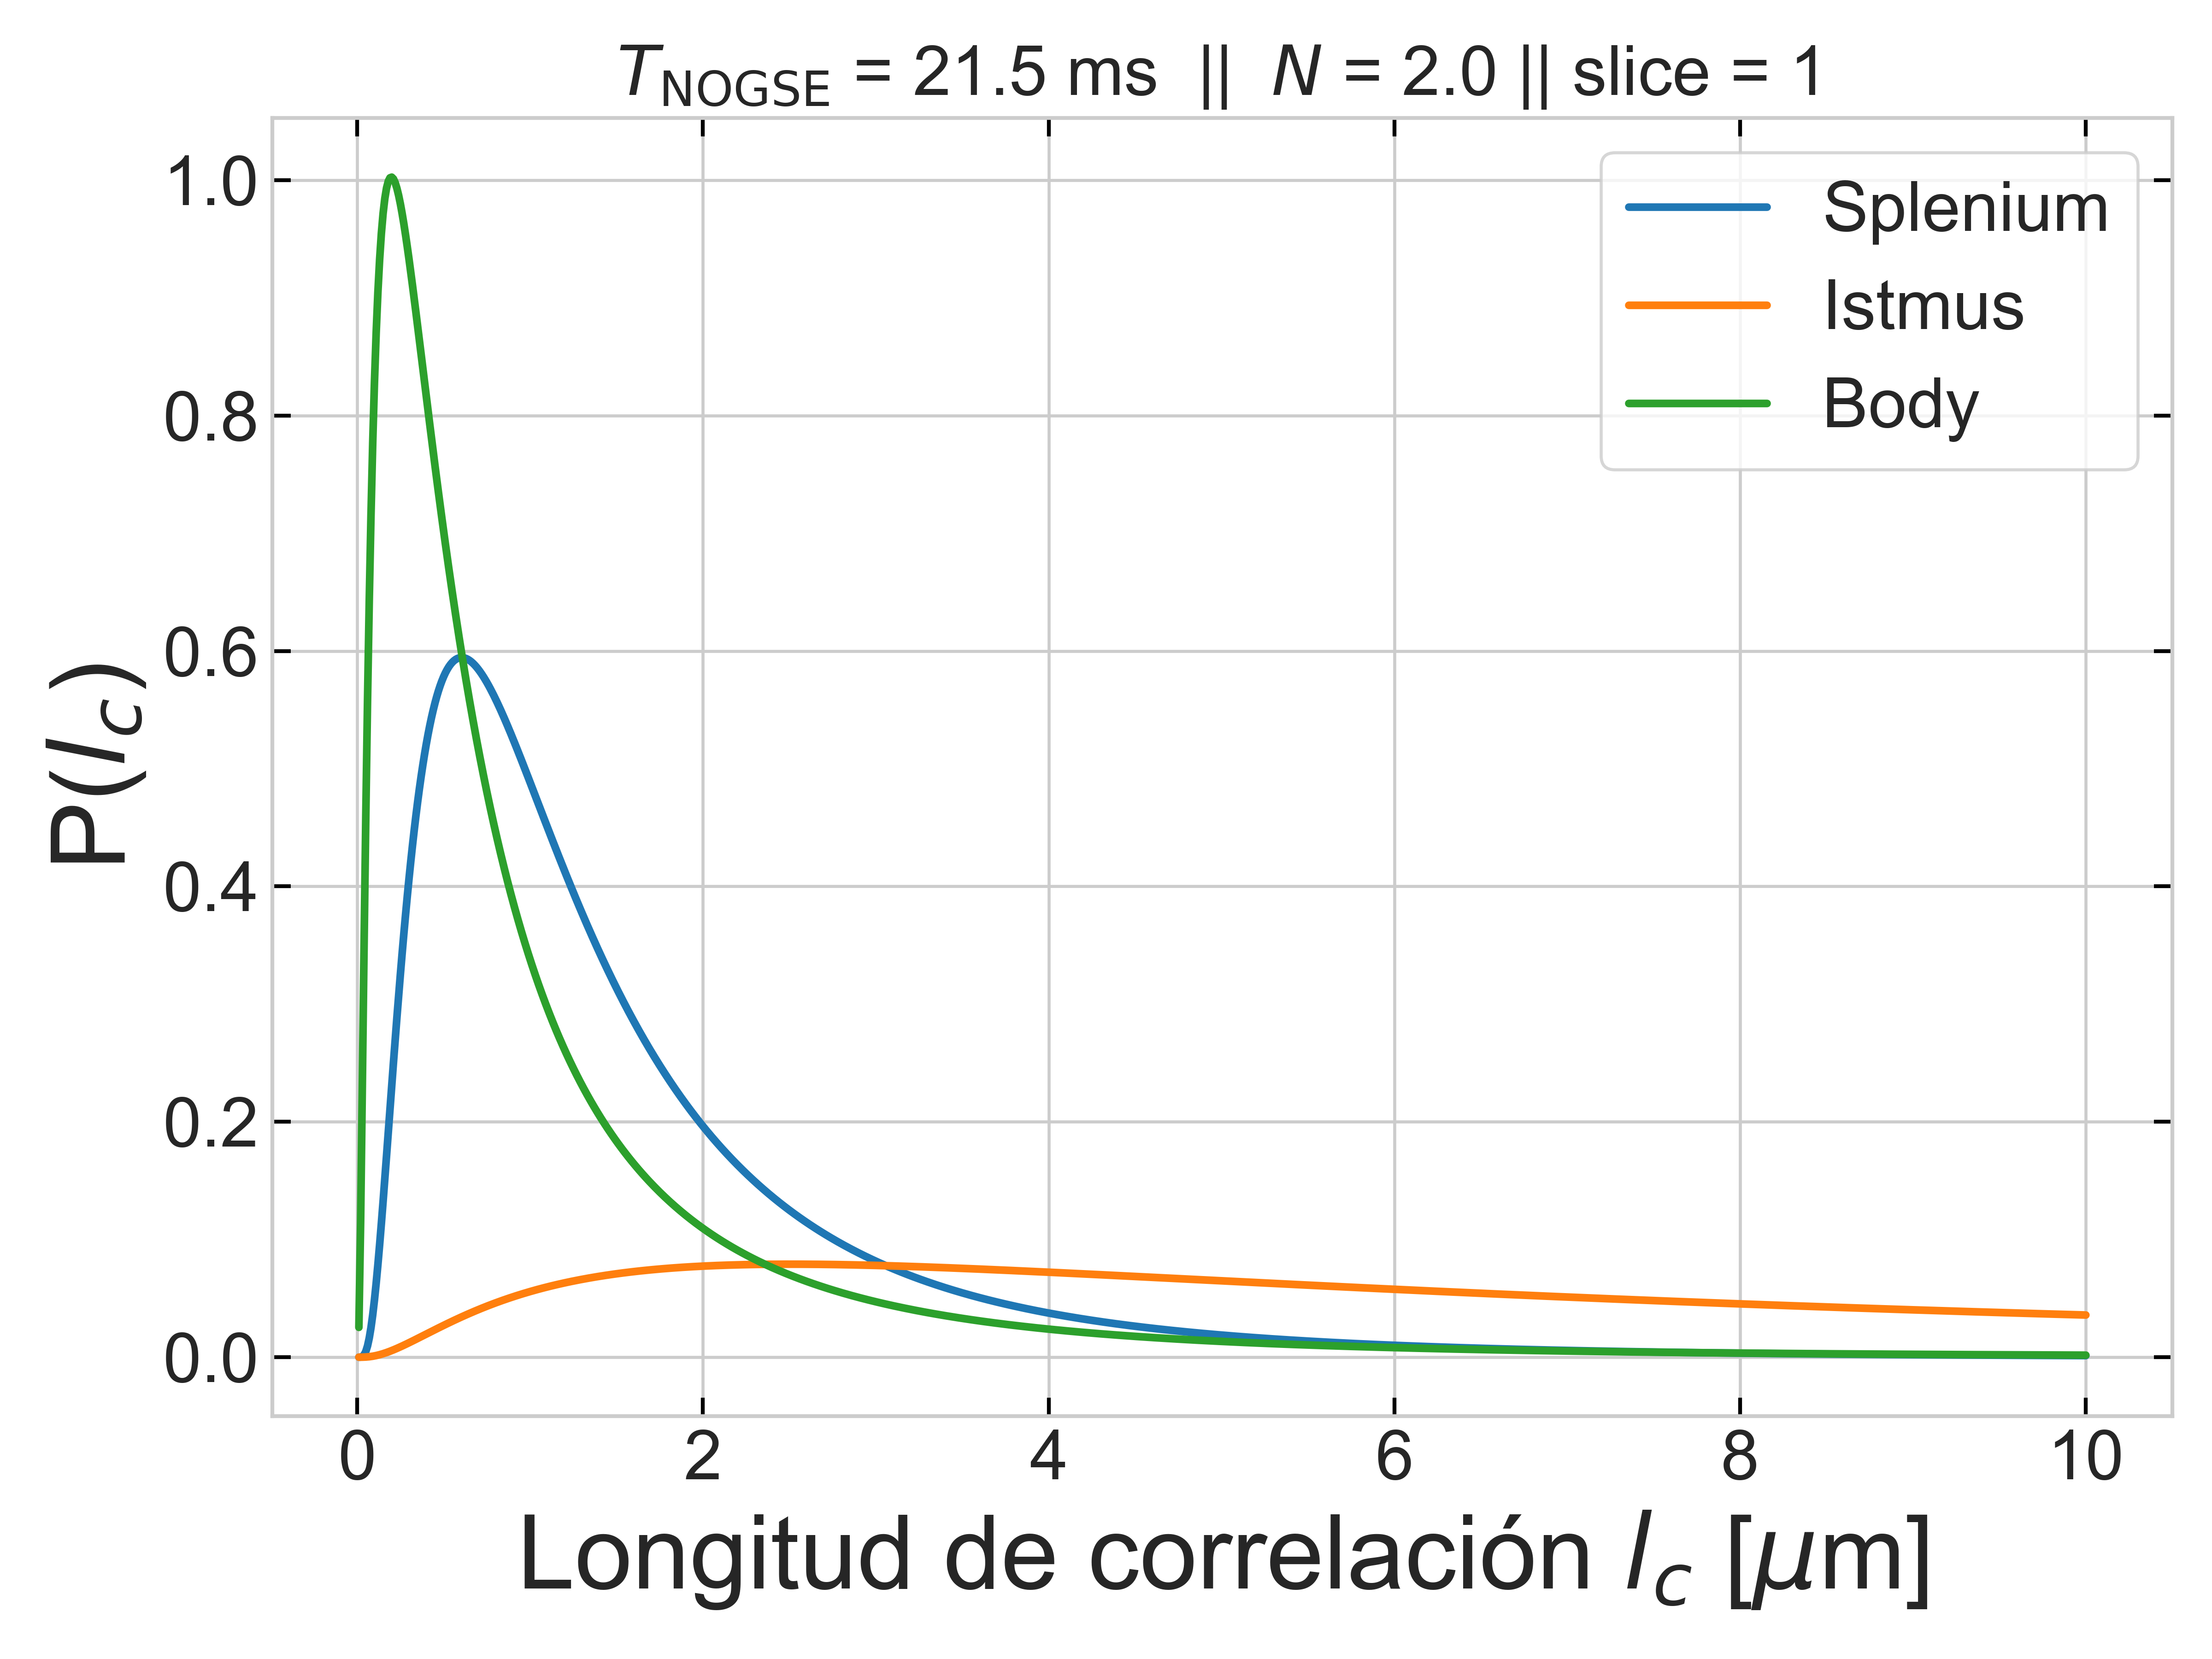 T_NOGSE = 21.5 ms || N = 2.0 || slice = 1
Splenium
Istmus
Body
P(l_c)
1.0
0.8
0.6
0.4
0.2
0.0
0 2 4 6 8 10
Longitud de correlación l_c [μm]